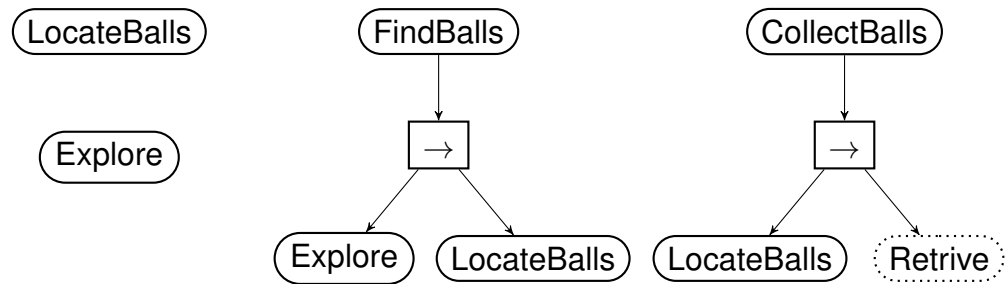 LocateBalls
FindBalls
CollectBalls
→
→
Explore
Explore
LocateBalls
LocateBalls
Retrive